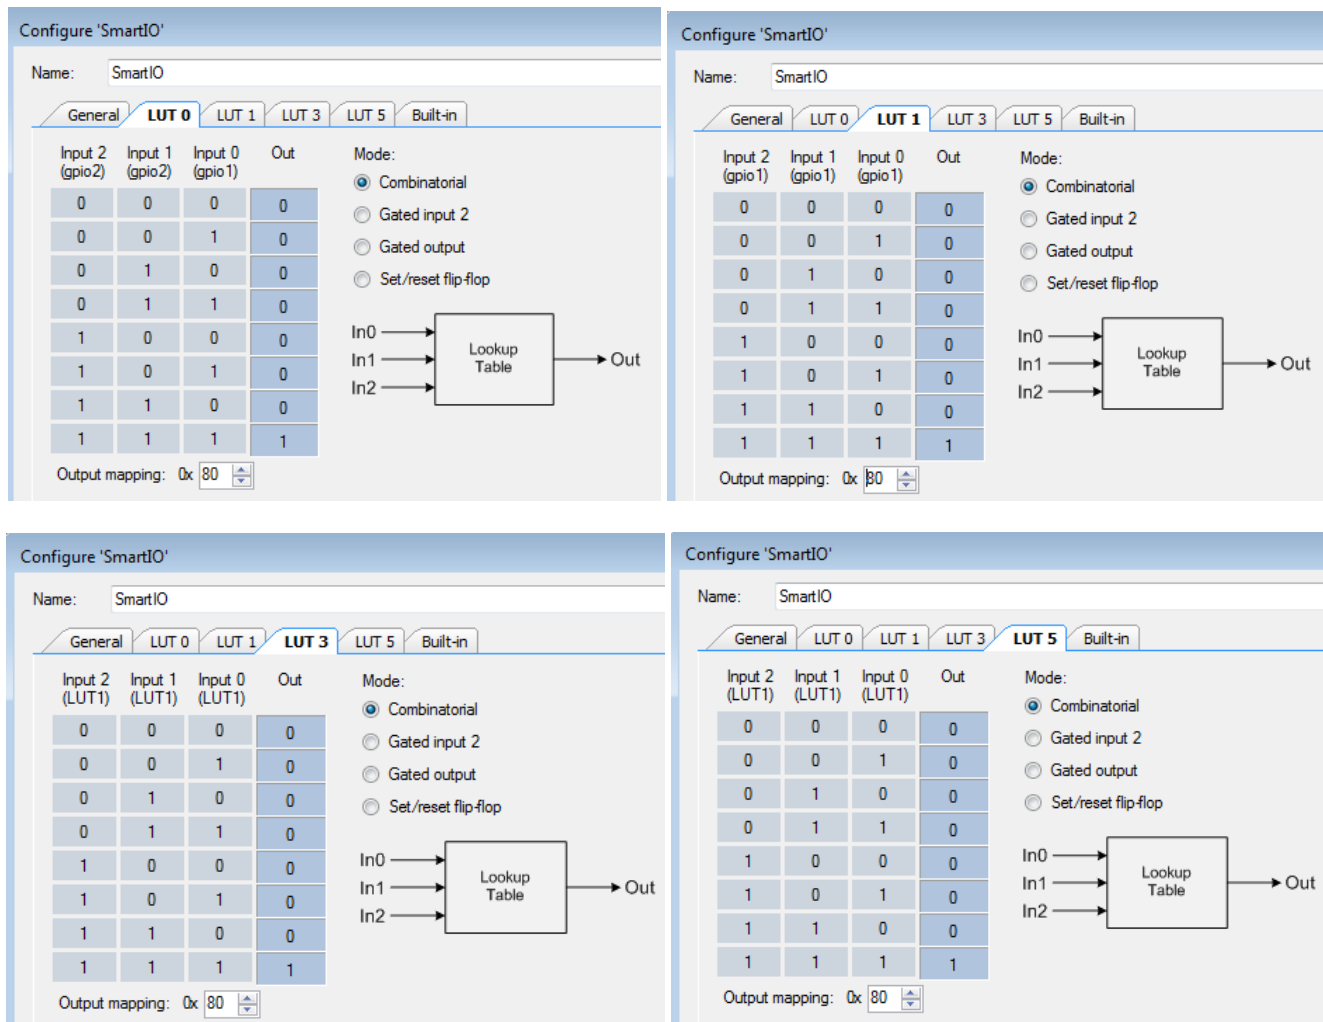 Configure 'SmartIO'
Name: SmartIO
General LUT 0 LUT 1 LUT 3 LUT 5 Built-in
Input 2 Input 1 Input 0 Out Mode:
(gpio2) (gpio2) (gpio1)
Combinatorial
0 0 0 0
Gated input 2
0 0 1 0
Gated output
0 1 0 0
Set/reset flip-flop
0 1 1 0
1 0 0 0
1 0 1 0
1 1 0 0
1 1 1 1
In0
In1
In2
Lookup
Table
Out
Output mapping: 0x 80
Configure 'SmartIO'
Name: SmartIO
General LUT 0 LUT 1 LUT 3 LUT 5 Built-in
Input 2 Input 1 Input 0 Out Mode:
(gpio1) (gpio1) (gpio1)
Combinatorial
0 0 0 0
Gated input 2
0 0 1 0
Gated output
0 1 0 0
Set/reset flip-flop
0 1 1 0
1 0 0 0
1 0 1 0
1 1 0 0
1 1 1 1
In0
In1
In2
Lookup
Table
Out
Output mapping: 0x 80
Configure 'SmartIO'
Name: SmartIO
General LUT 0 LUT 1 LUT 3 LUT 5 Built-in
Input 2 Input 1 Input 0 Out Mode:
(LUT1) (LUT1) (LUT1)
Combinatorial
0 0 0 0
Gated input 2
0 0 1 0
Gated output
0 1 0 0
Set/reset flip-flop
0 1 1 0
1 0 0 0
1 0 1 0
1 1 0 0
1 1 1 1
In0
In1
In2
Lookup
Table
Out
Output mapping: 0x 80
Configure 'SmartIO'
Name: SmartIO
General LUT 0 LUT 1 LUT 3 LUT 5 Built-in
Input 2 Input 1 Input 0 Out Mode:
(LUT1) (LUT1) (LUT1)
Combinatorial
0 0 0 0
Gated input 2
0 0 1 0
Gated output
0 1 0 0
Set/reset flip-flop
0 1 1 0
1 0 0 0
1 0 1 0
1 1 0 0
1 1 1 1
In0
In1
In2
Lookup
Table
Out
Output mapping: 0x 80